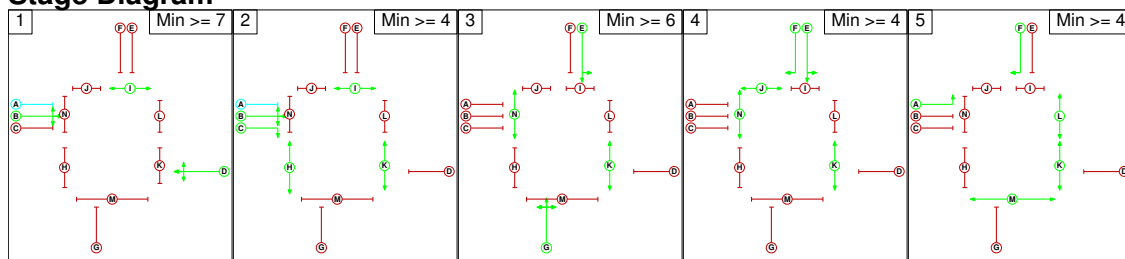 Stage Diagram
1 Min >= 7 2 Min >= 4 3 Min >= 6 4 Min >= 4 5 Min >= 4
F E F E F E F E F E
J I J I J I J I J I
A B C N L A B C N L A B C N L A B C N L A B C N L
H K D H K D H K D H K D H K D
M M M M M
G G G G G